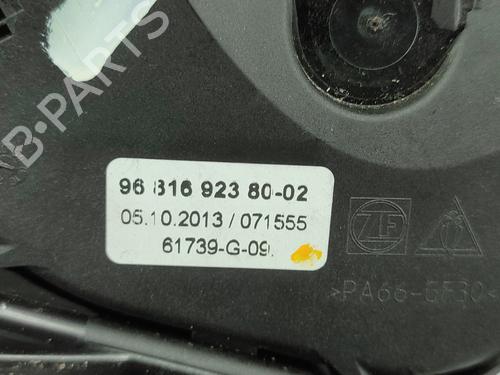 B-PARTS
96 816 923 80-02
05.10.2013 / 071555
61739-G-09.
ZF
>PA66-GF30<